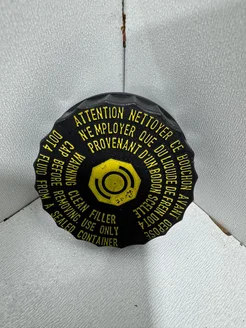 ATTENTION NETTOYER CE BOUCHON AVANT
N'EMPLOYER QUE DU LIQUIDE DE FREIN DOT4
PROVENANT D'UN BIDON SCELLE
WARNING CLEAN FILLER
CAP BEFORE REMOVING. USE ONLY
DOT4 FLUID FROM A SEALED CONTAINER